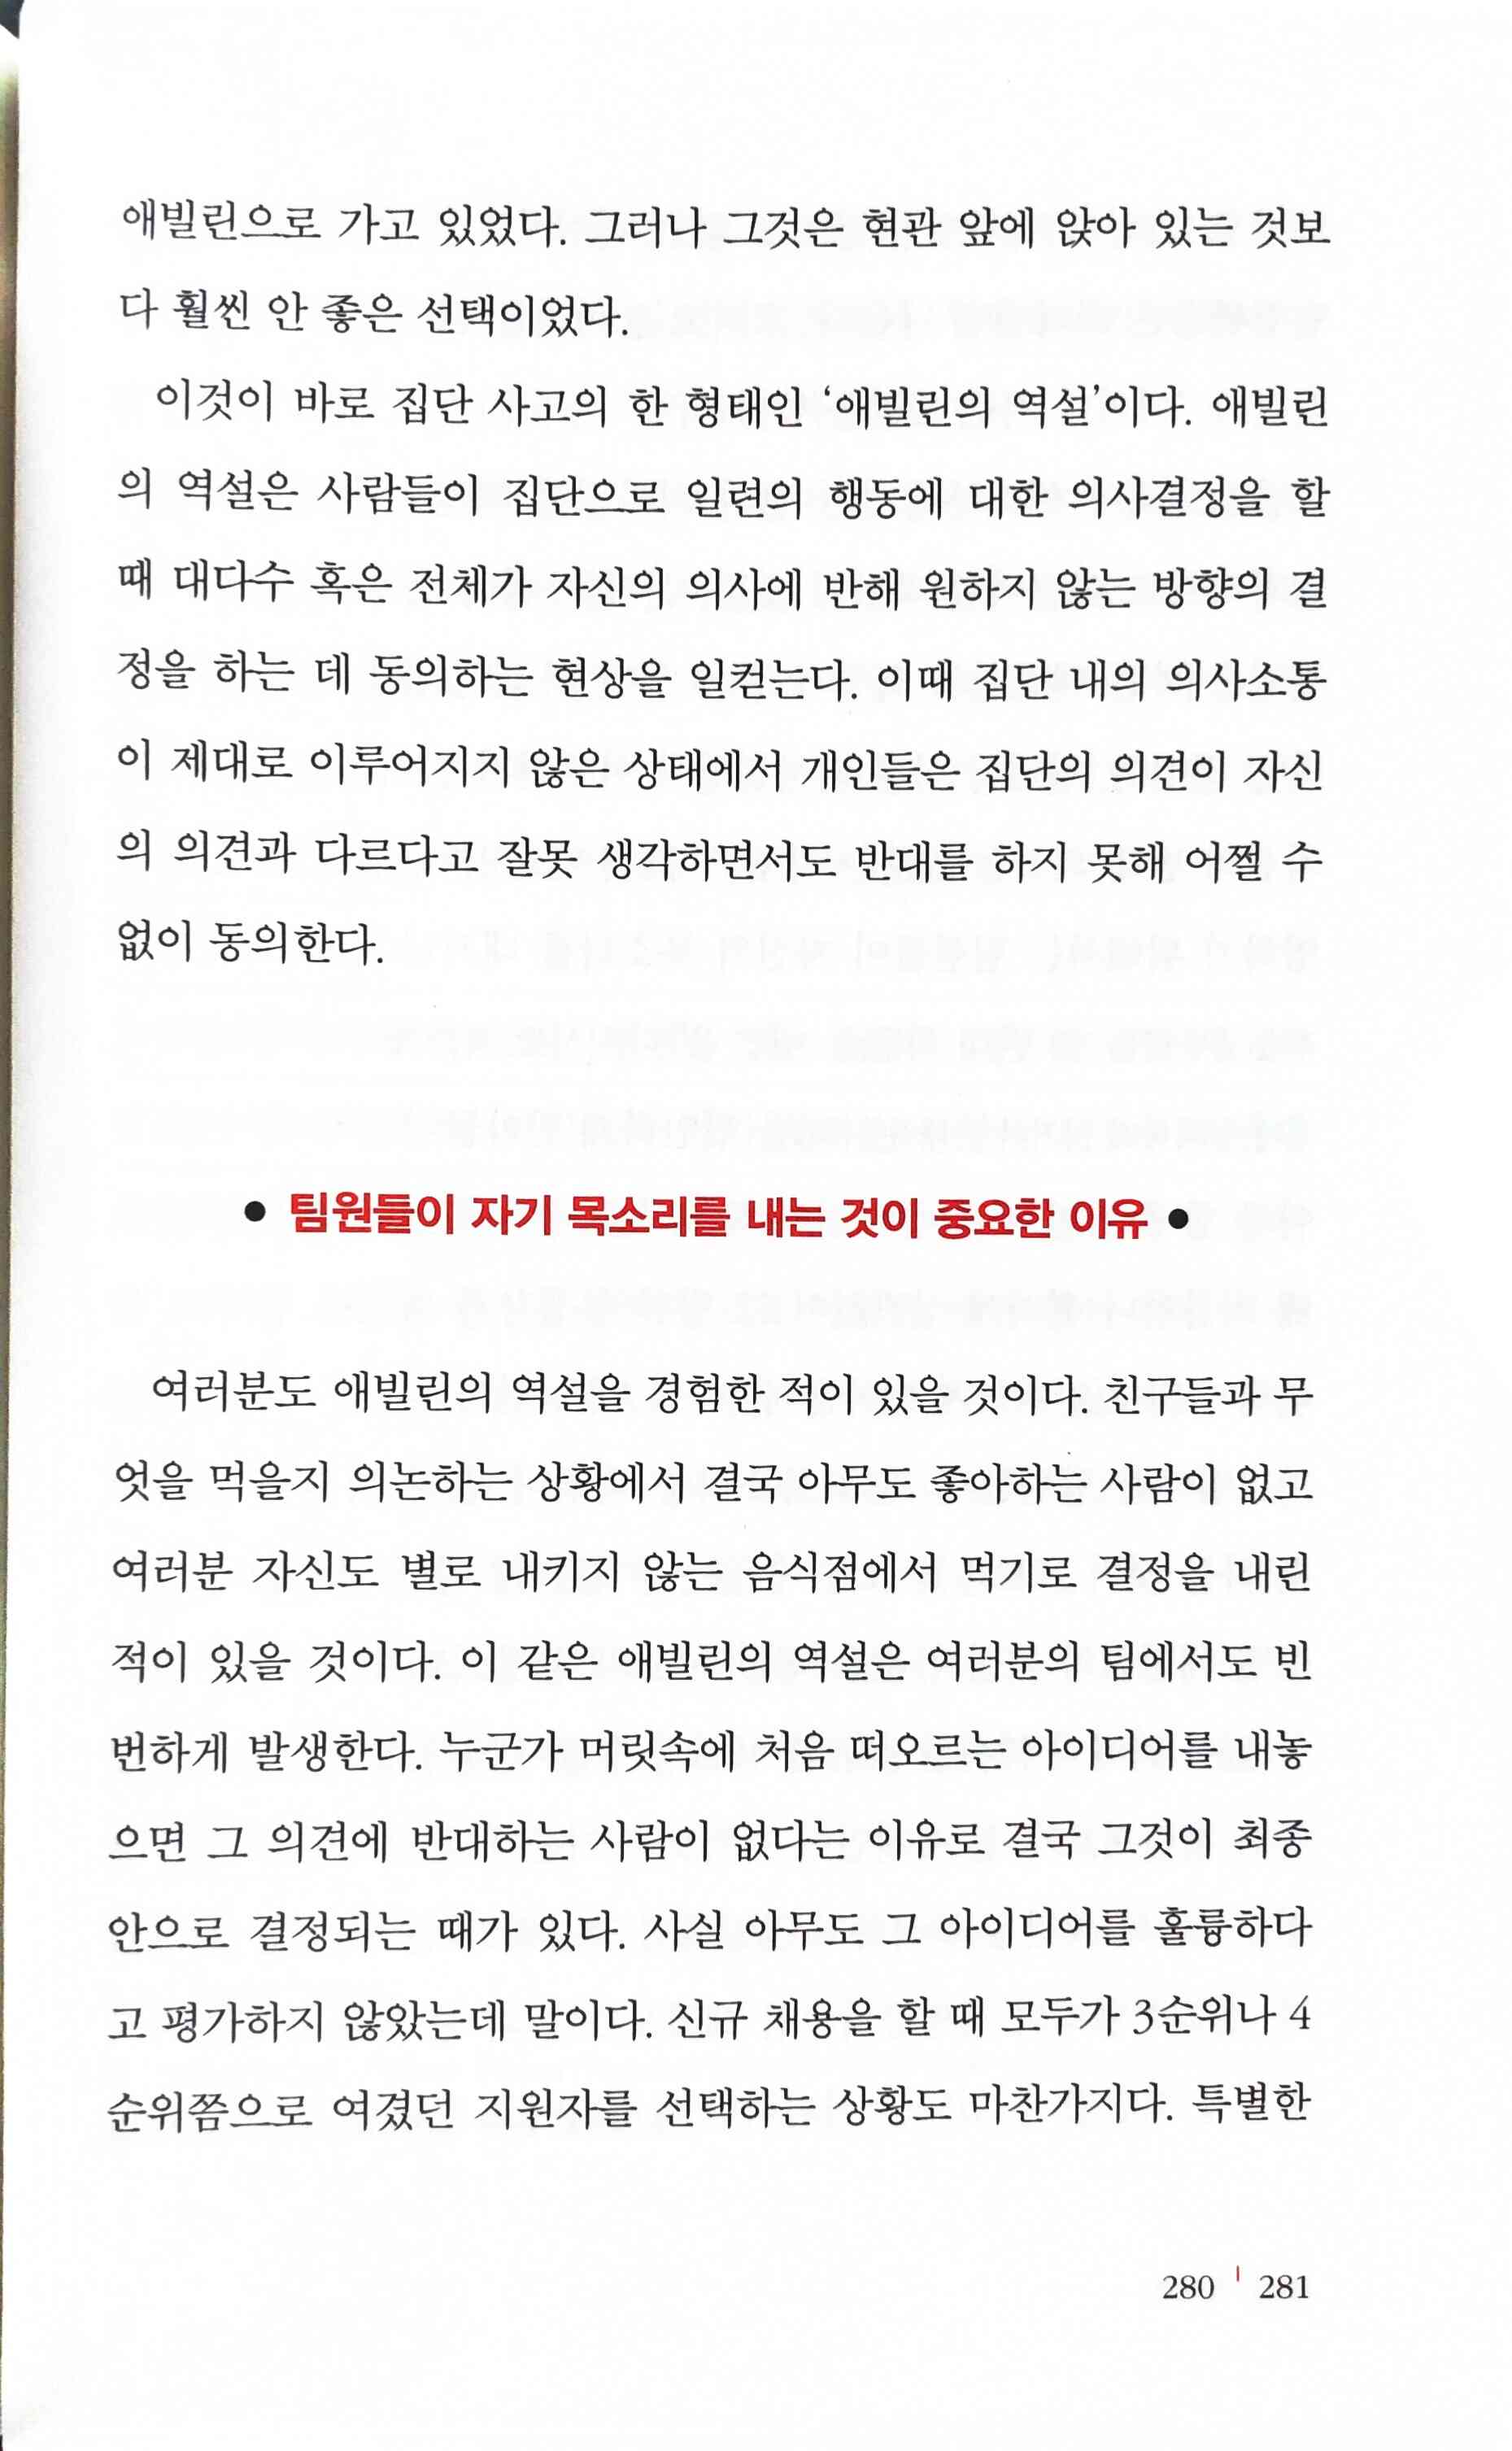 애빌린으로 가고 있었다. 그러나 그것은 현관 앞에 앉아 있는 것보
다 훨씬 안 좋은 선택이었다.
이것이 바로 집단 사고의 한 형태인 ‘애빌린의 역설’이다. 애빌린
의 역설은 사람들이 집단으로 일련의 행동에 대한 의사결정을 할
때 대다수 혹은 전체가 자신의 의사에 반해 원하지 않는 방향의 결
정을 하는 데 동의하는 현상을 일컫는다. 이때 집단 내의 의사소통
이 제대로 이루어지지 않은 상태에서 개인들은 집단의 의견이 자신
의 의견과 다르다고 잘못 생각하면서도 반대를 하지 못해 어쩔 수
없이 동의한다.
● 팀원들이 자기 목소리를 내는 것이 중요한 이유 ●
여러분도 애빌린의 역설을 경험한 적이 있을 것이다. 친구들과 무
엇을 먹을지 의논하는 상황에서 결국 아무도 좋아하는 사람이 없고
여러분 자신도 별로 내키지 않는 음식점에서 먹기로 결정을 내린
적이 있을 것이다. 이 같은 애빌린의 역설은 여러분의 팀에서도 빈
번하게 발생한다. 누군가 머릿속에 처음 떠오르는 아이디어를 내놓
으면 그 의견에 반대하는 사람이 없다는 이유로 결국 그것이 최종
안으로 결정되는 때가 있다. 사실 아무도 그 아이디어를 훌륭하다
고 평가하지 않았는데 말이다. 신규 채용을 할 때 모두가 3순위나 4
순위쯤으로 여겼던 지원자를 선택하는 상황도 마찬가지다. 특별한
280 | 281